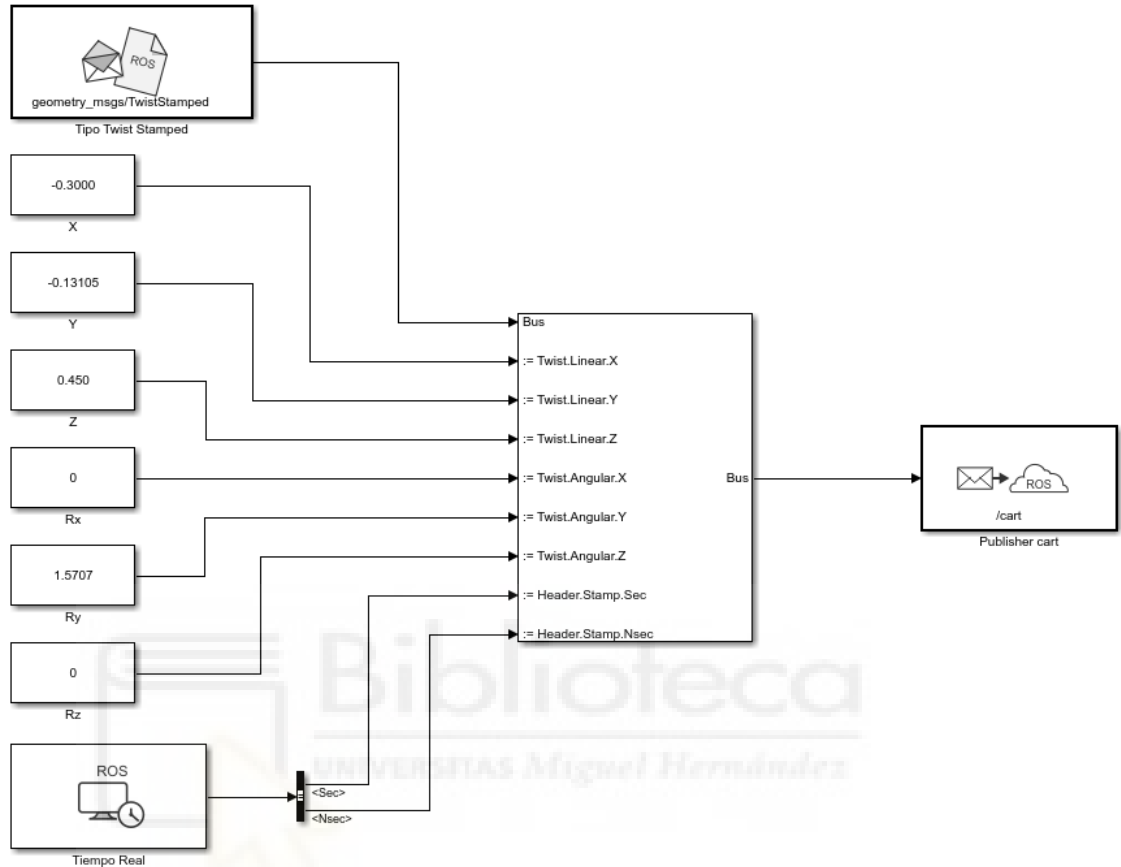 ROS
geometry_msgs/TwistStamped
Tipo Twist Stamped
-0.3000
X
-0.13105
Y
0.450
Z
0
Rx
1.5707
Ry
0
Rz
ROS
Tiempo Real
<Sec>
<Nsec>
Bus
:= Twist.Linear.X
:= Twist.Linear.Y
:= Twist.Linear.Z
:= Twist.Angular.X
:= Twist.Angular.Y
:= Twist.Angular.Z
:= Header.Stamp.Sec
:= Header.Stamp.Nsec
Bus
ROS
/cart
Publisher cart
Biblioteca
UNIVERSITAS Miguel Hernández